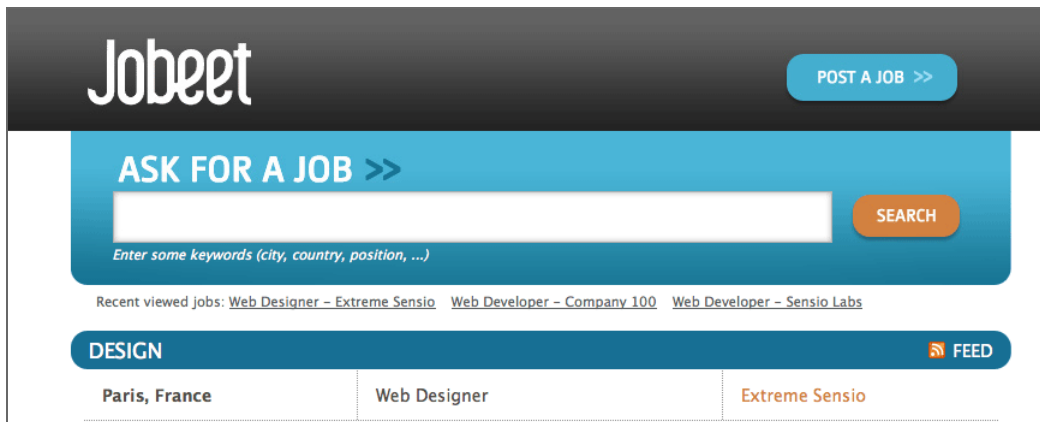 Jobeet
POST A JOB >>
ASK FOR A JOB >>
SEARCH
Enter some keywords (city, country, position, ...)
Recent viewed jobs: Web Designer – Extreme Sensio Web Developer – Company 100 Web Developer – Sensio Labs
DESIGN FEED
Paris, France Web Designer Extreme Sensio